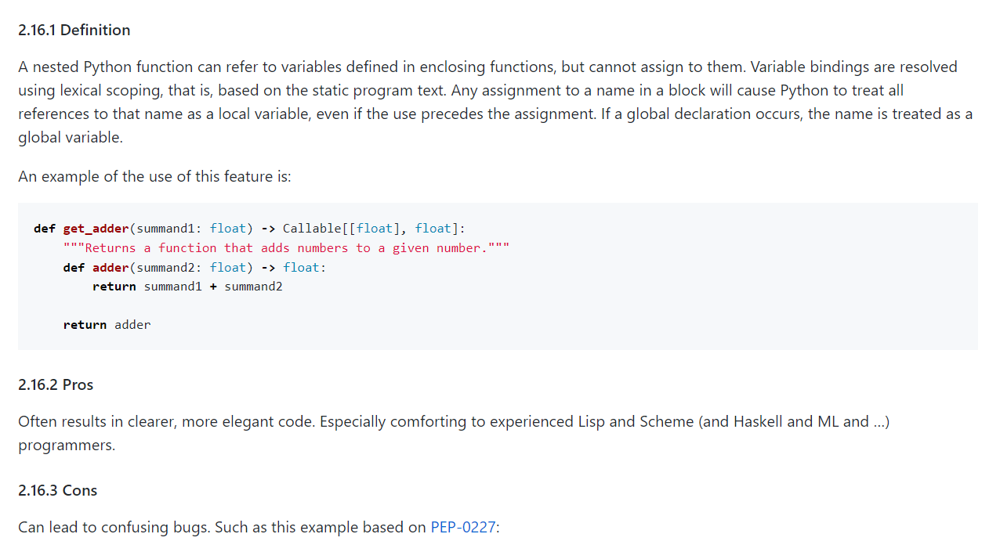 2.16.1 Definition
A nested Python function can refer to variables defined in enclosing functions, but cannot assign to them. Variable bindings are resolved
using lexical scoping, that is, based on the static program text. Any assignment to a name in a block will cause Python to treat all
references to that name as a local variable, even if the use precedes the assignment. If a global declaration occurs, the name is treated as a
global variable.
An example of the use of this feature is:
def get_adder(summand1: float) -> Callable[[float], float]:
    """Returns a function that adds numbers to a given number."""
    def adder(summand2: float) -> float:
        return summand1 + summand2
    return adder
2.16.2 Pros
Often results in clearer, more elegant code. Especially comforting to experienced Lisp and Scheme (and Haskell and ML and …)
programmers.
2.16.3 Cons
Can lead to confusing bugs. Such as this example based on PEP-0227: